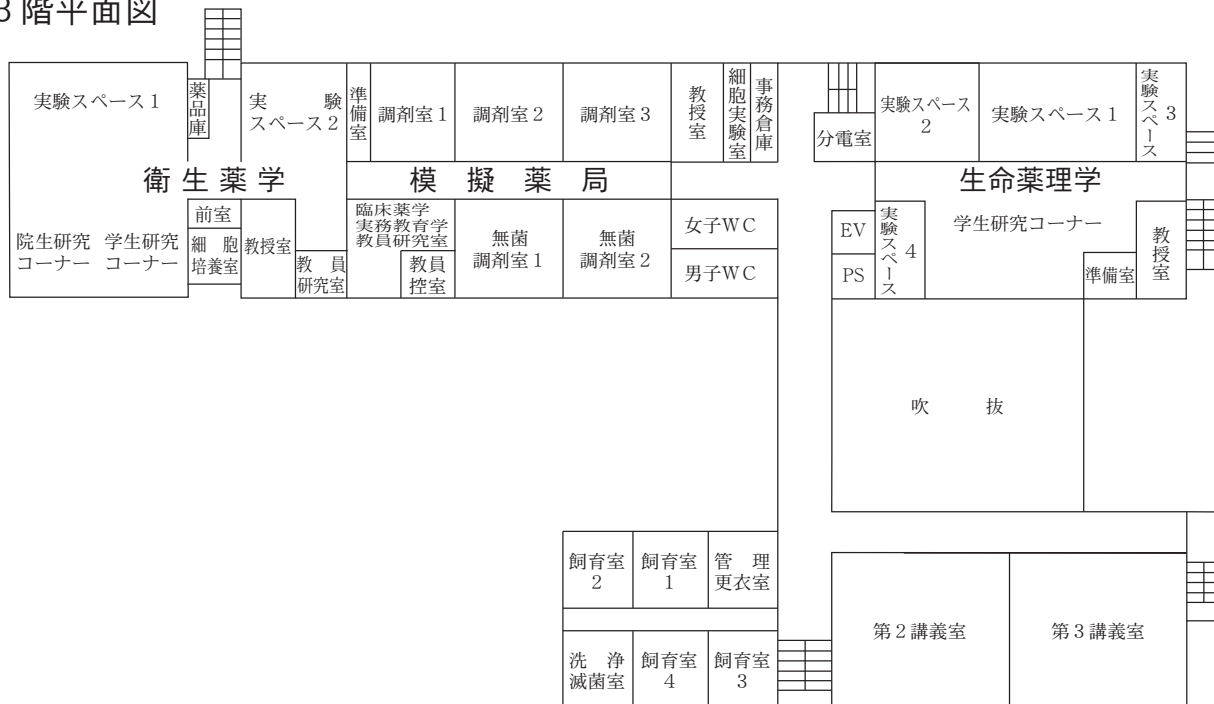 3階平面図
実験スペース1
薬品庫
実験
スペース2
準備室
調剤室1
調剤室2
調剤室3
教授室
細胞実験室
事務倉庫
分電室
実験スペース
2
実験スペース1
実験スペース3
衛生薬学
模擬薬局
生命薬理学
院生研究
コーナー
学生研究
コーナー
前室
細胞
培養室
教授室
教員
研究室
臨床薬学
実務教育学
教員研究室
教員
控室
無菌
調剤室1
無菌
調剤室2
女子WC
男子WC
EV
PS
実験スペース4
学生研究コーナー
準備室
教授室
吹抜
飼育室
2
飼育室
1
管理
更衣室
洗浄
滅菌室
飼育室
4
飼育室
3
第2講義室
第3講義室